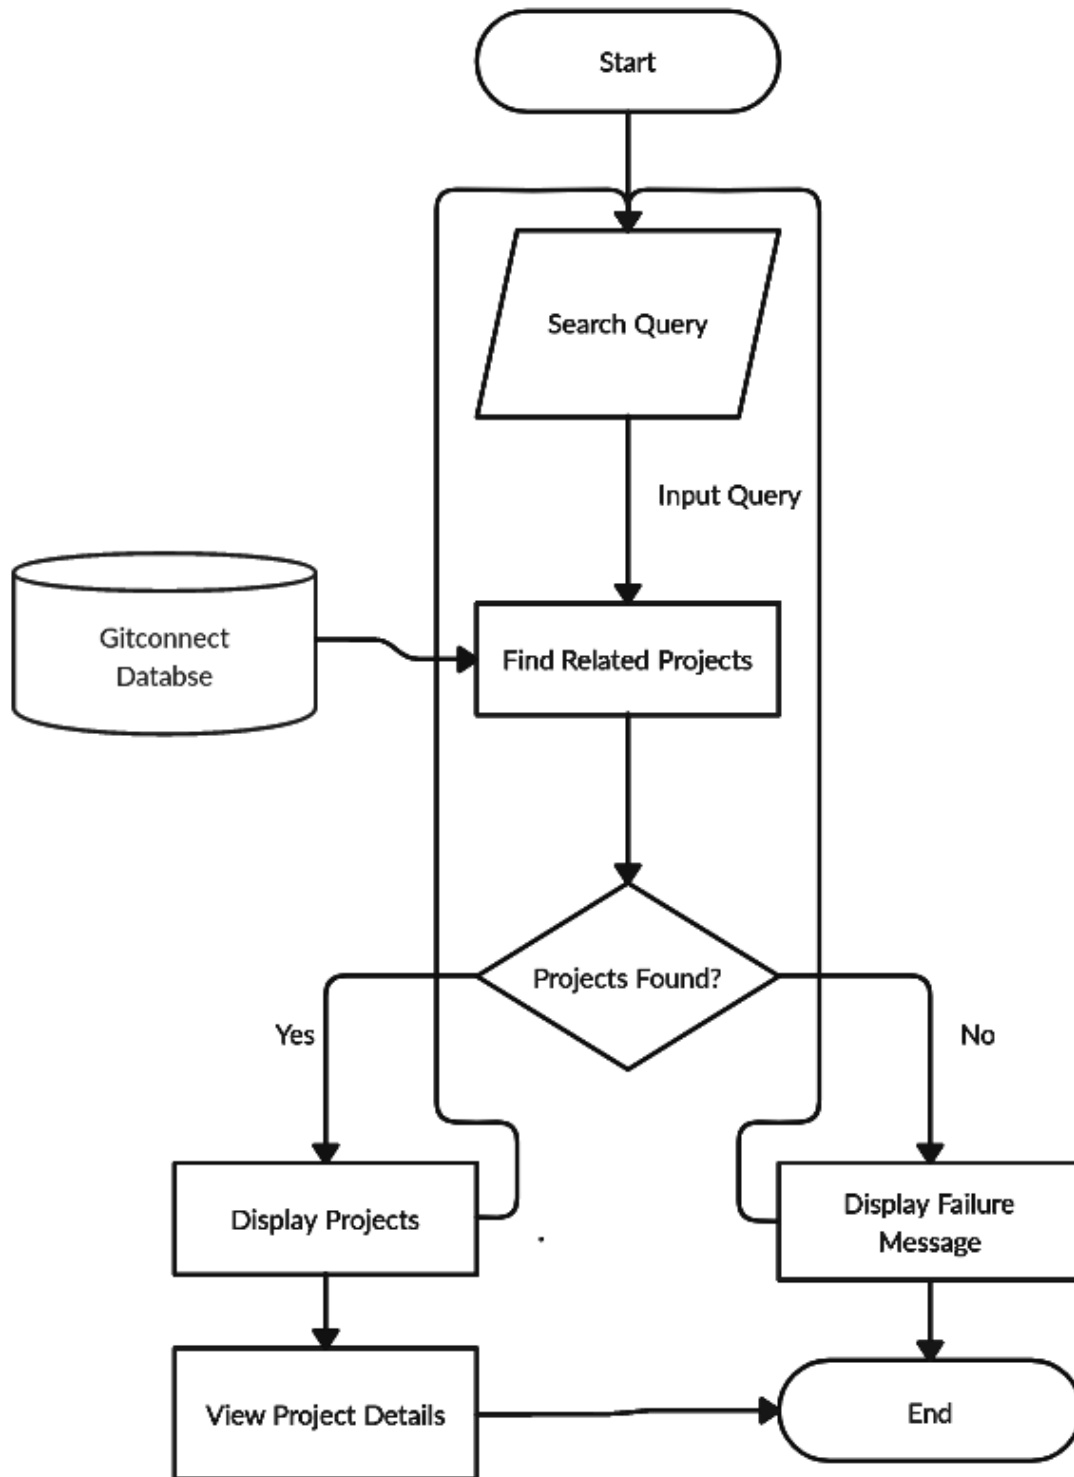 Start
Search Query
Input Query
Gitconnect
Databse
Find Related Projects
Projects Found?
Yes
No
Display Projects
Display Failure
Message
View Project Details
End